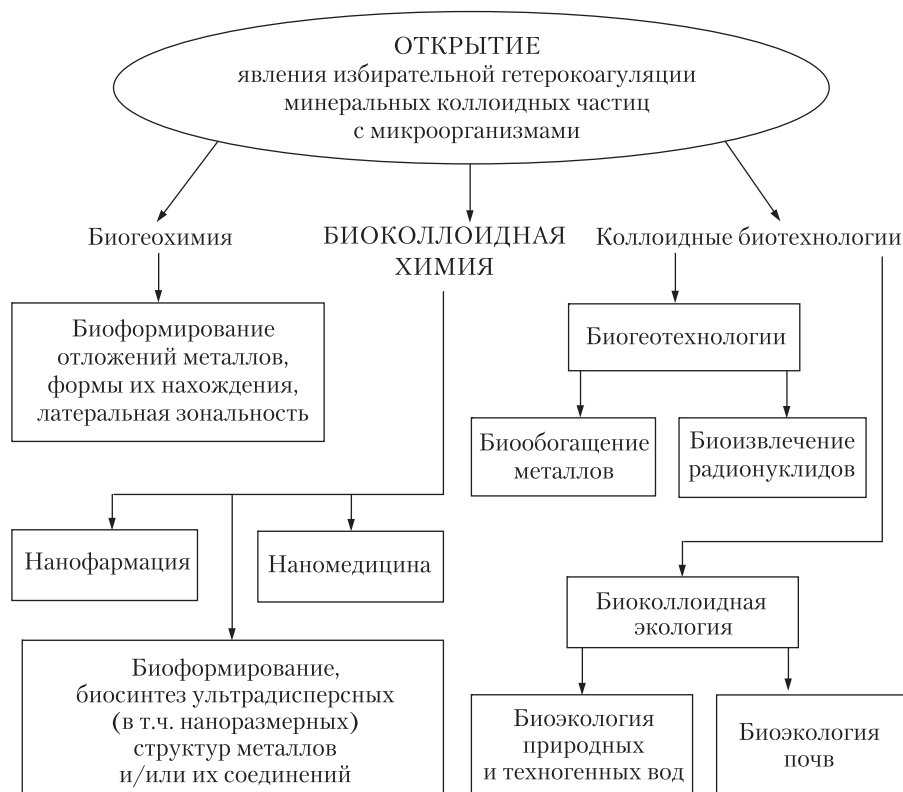 ОТКРЫТИЕ
явления избирательной гетерокоагуляции
минеральных коллоидных частиц
с микроорганизмами
Биогеохимия
БИОКОЛЛОИДНАЯ
ХИМИЯ
Коллоидные биотехнологии
Биоформирование
отложений металлов,
формы их нахождения,
латеральная зональность
Биогеотехнологии
Биообогащение
металлов
Биоизвлечение
радионуклидов
Нанофармация
Наномедицина
Биоформирование,
биосинтез ультрадисперсных
(в т.ч. наноразмерных)
структур металлов
и/или их соединений
Биоколлоидная
экология
Биоэкология
природных
и техногенных вод
Биоэкология
почв